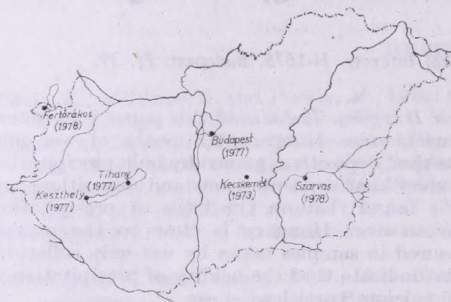 Fertőrákos
(1978)
Budapest
(1977)
Tihany
(1977)
Keszthely
(1977)
Kecskemét
(1973)
Szarvas
(1978)